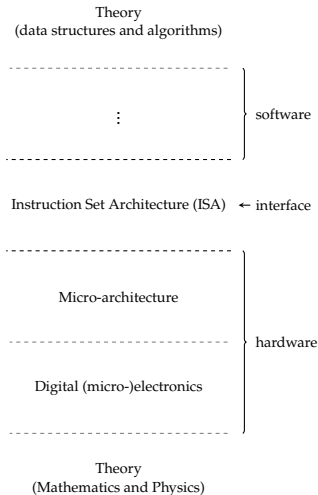 Theory
(data structures and algorithms)
⋮
software
Instruction Set Architecture (ISA) ← interface
Micro-architecture
hardware
Digital (micro-)electronics
Theory
(Mathematics and Physics)